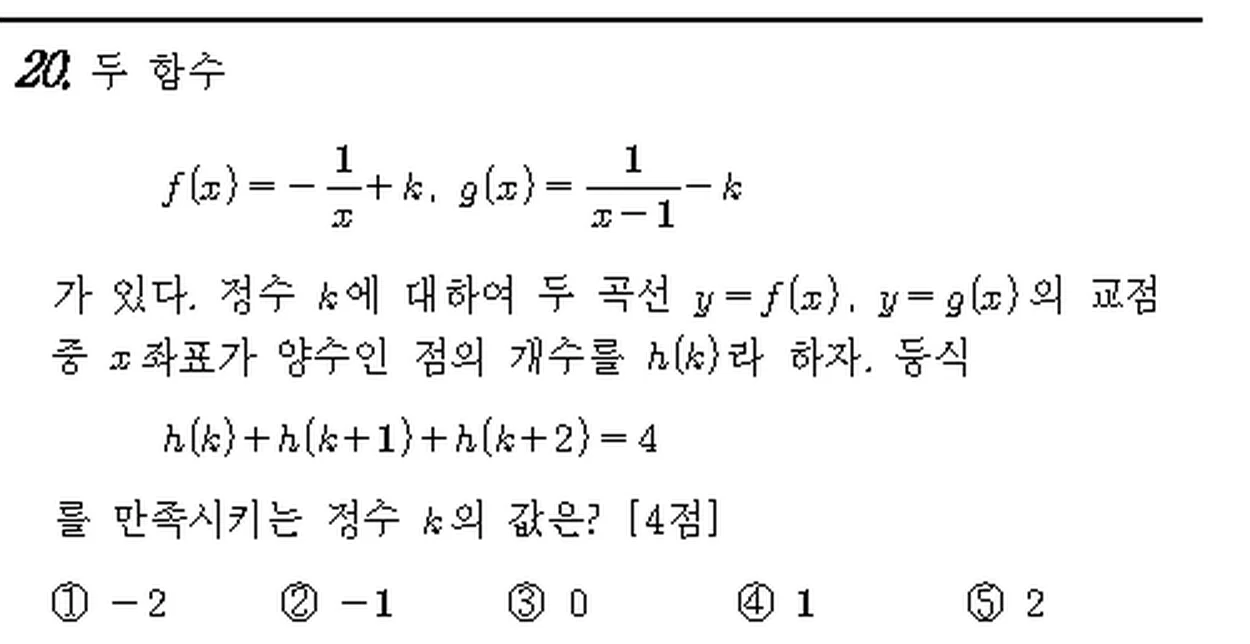 20. 두 함수
f(x) = -\frac{1}{x} + k, g(x) = \frac{1}{x-1} - k
가 있다. 정수 k에 대하여 두 곡선 y=f(x), y=g(x)의 교점
중 x좌표가 양수인 점의 개수를 h(k)라 하자. 등식
h(k)+h(k+1)+h(k+2)=4
를 만족시키는 정수 k의 값은? [4점]
① -2 ② -1 ③ 0 ④ 1 ⑤ 2